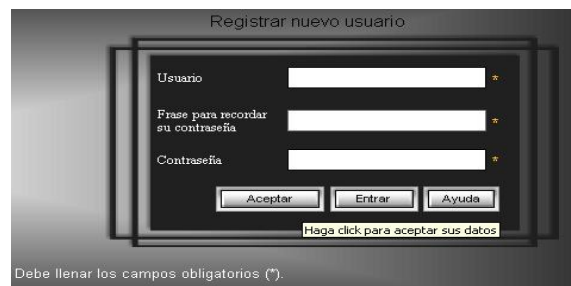 Registrar nuevo usuario
Usuario *
Frase para recordar
su contraseña *
Contraseña *
Aceptar Entrar Ayuda
Haga click para aceptar sus datos
Debe llenar los campos obligatorios (*).